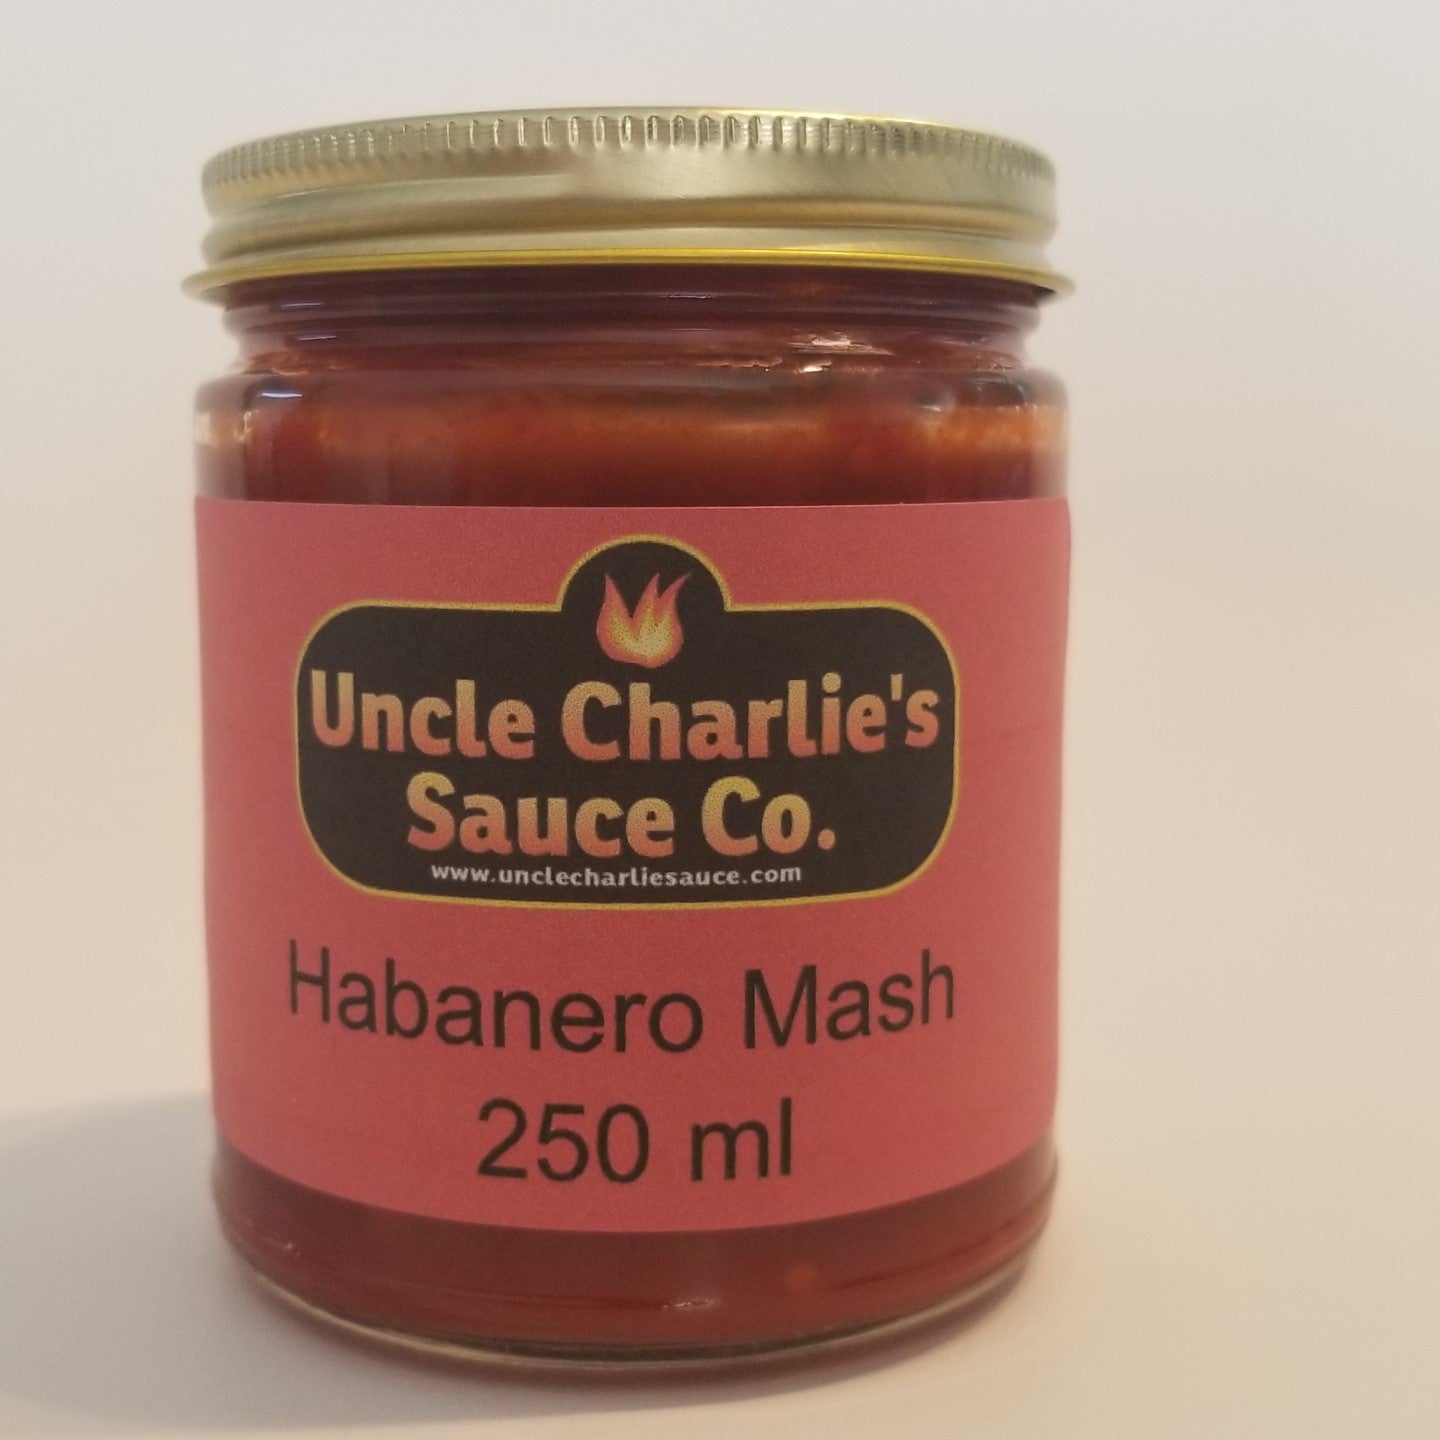 Uncle Charlie's
Sauce Co.
www.unclecharliesauce.com
Habanero Mash
250 ml